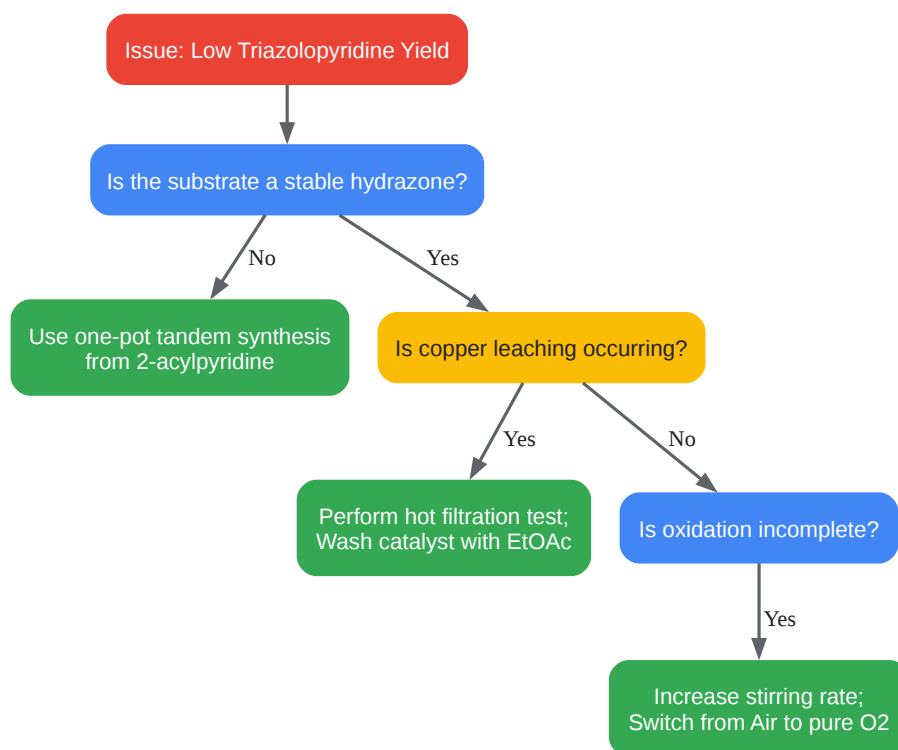 Issue: Low Triazolopyridine Yield
Is the substrate a stable hydrazone?
No
Yes
Use one-pot tandem synthesis
from 2-acylpyridine
Is copper leaching occurring?
Yes
No
Perform hot filtration test;
Wash catalyst with EtOAc
Is oxidation incomplete?
Yes
Increase stirring rate;
Switch from Air to pure O2